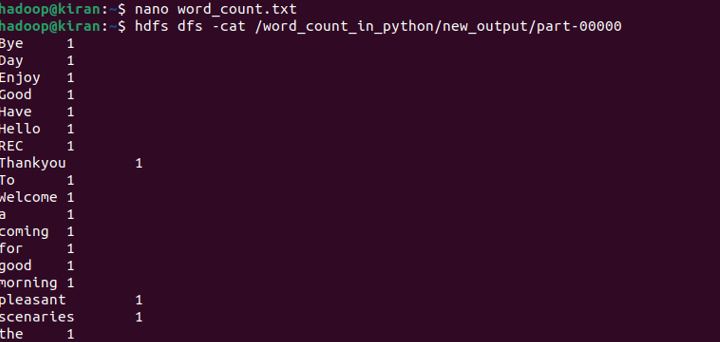 hadoop@kiran:~$ nano word_count.txt
hadoop@kiran:~$ hdfs dfs -cat /word_count_in_python/new_output/part-00000
Bye 1
Day 1
Enjoy 1
Good 1
Have 1
Hello 1
REC 1
Thankyou 1
To 1
Welcome 1
a 1
coming 1
for 1
good 1
morning 1
pleasant 1
scenaries 1
the 1